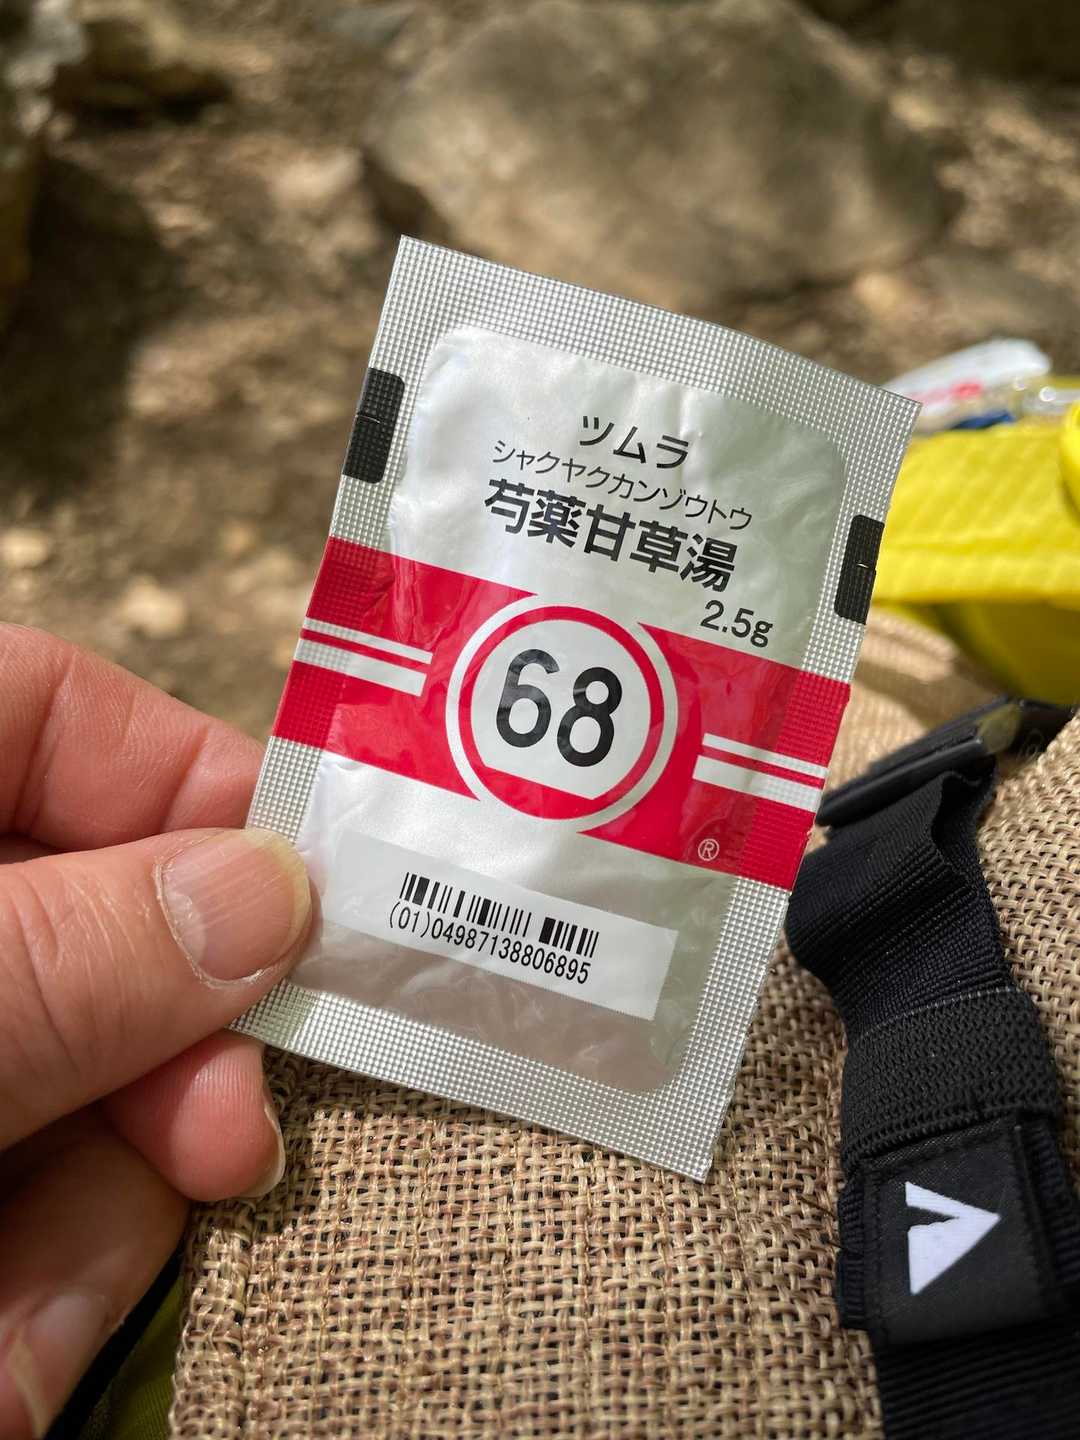 ツムラ
シャクヤクカンゾウトウ
芍薬甘草湯
2.5g
68
®
(01)04987138806895